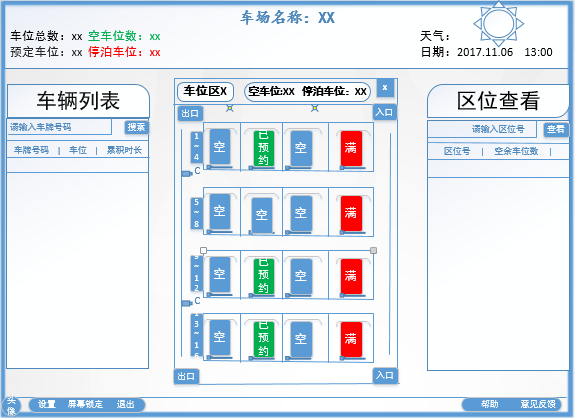 车场名称: XX
车位总数: xx 空车位数: xx
预定车位: xx 停泊车位: xx
天气:
日期: 2017.11.06 13:00
车辆列表
请输入车牌号码 搜索
车牌号码 | 车位 | 累积时长
车位区X 空车位:xx 停泊车位: xx x
出口 入口
1~4 空 已预约 空 满
C
5~8 空 空 空 满
9~12 空 已预约 空 满
C
13~16 空 已预约 空 满
出口 入口
区位查看
请输入区位号 查看
区位号 | 空余车位数 |
头像 设置 屏幕锁定 退出 帮助 意见反馈